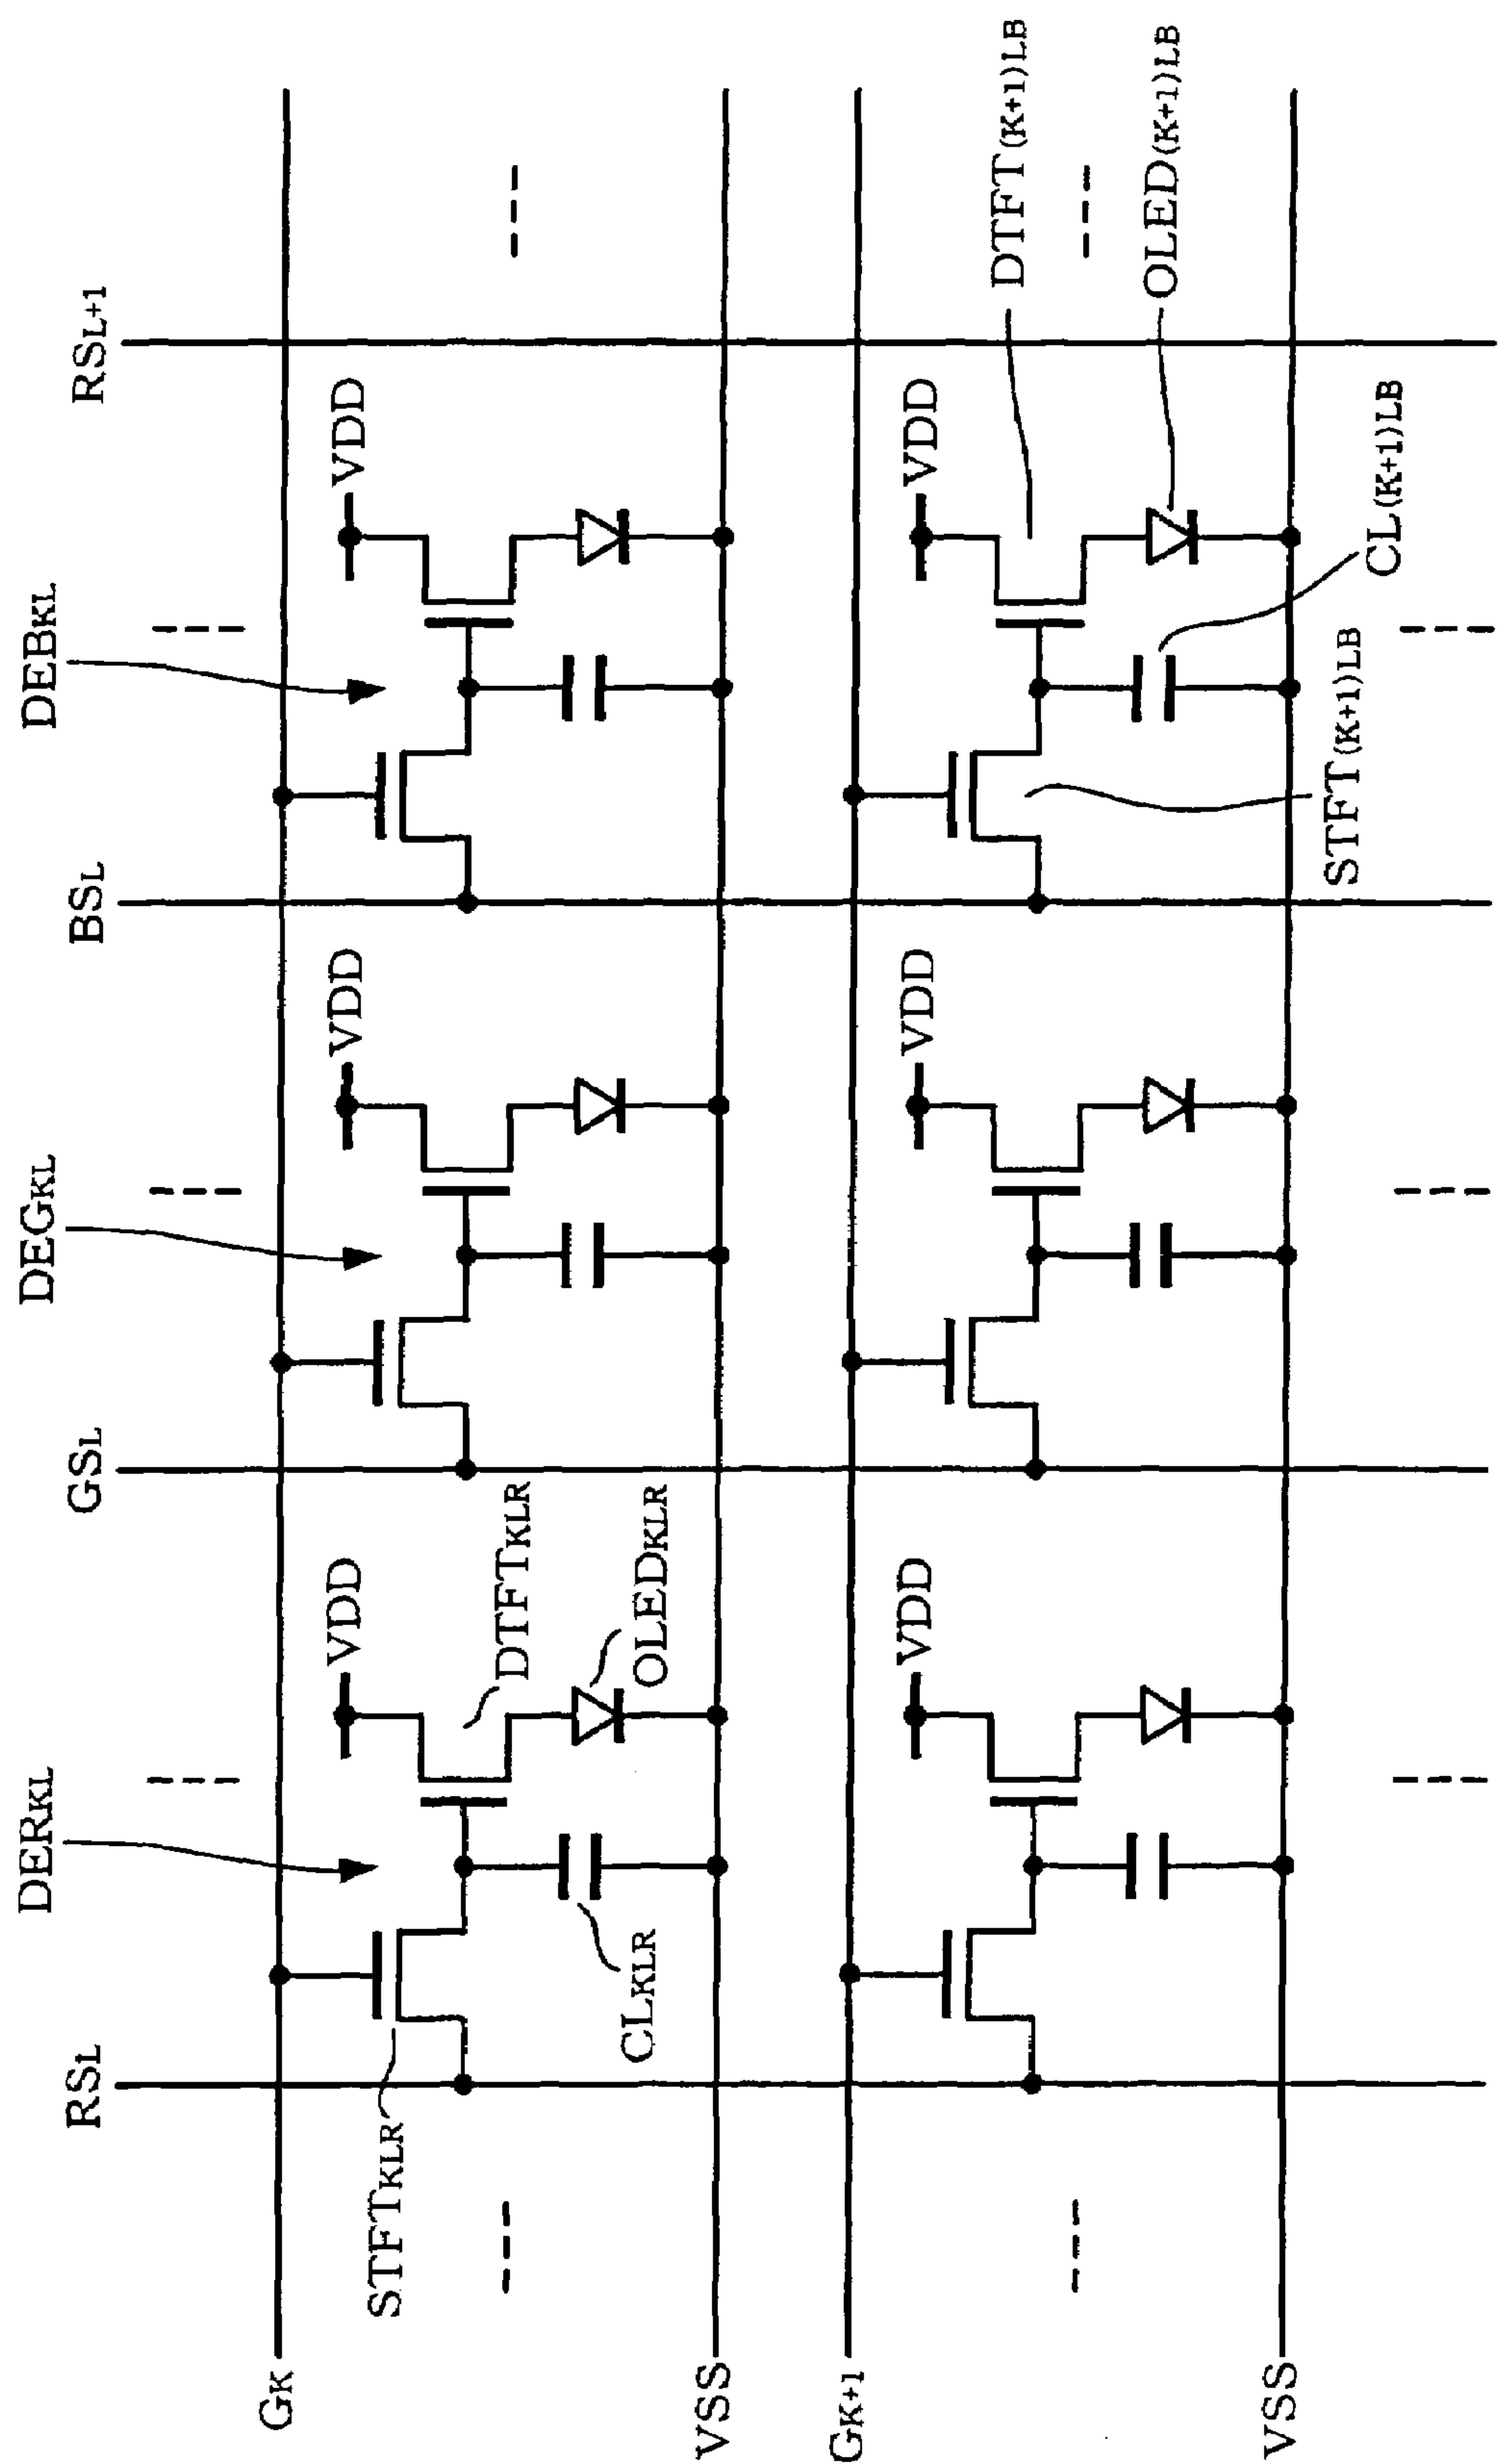 RSL
GSL
BSL
RSL+1
DERKL
DEGKL
DEBKL
GK
VDD
VDD
VDD
STFTKLR
DTFTKLR
OLEDKLR
CLKLR
VSS
GK+1
VDD
VDD
VDD
DTFT(K+1)LB
OLED(K+1)LB
STFT(K+1)LB
CL(K+1)LB
VSS